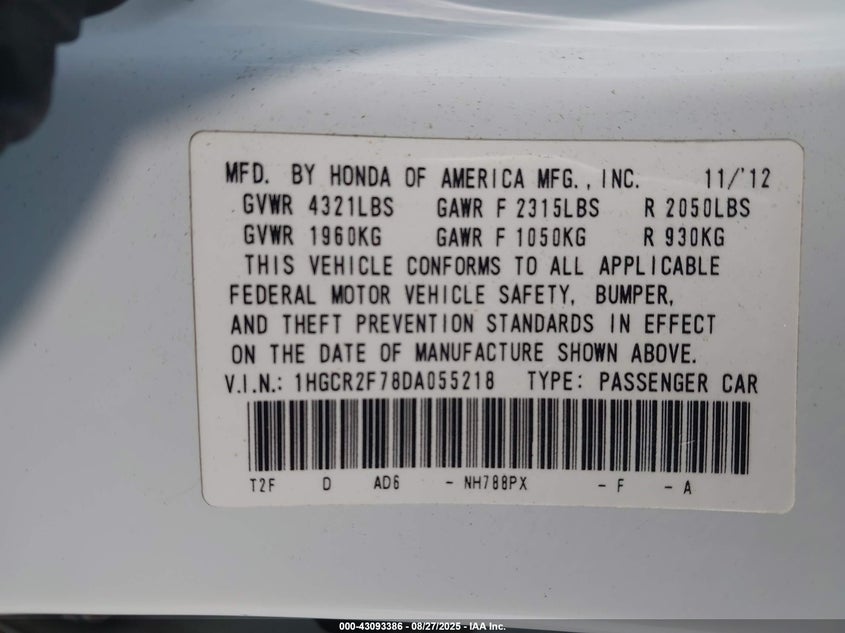 MFD. BY HONDA OF AMERICA MFG., INC. 11/'12
GVWR 4321LBS GAWR F 2315LBS R 2050LBS
GVWR 1960KG GAWR F 1050KG R 930KG
THIS VEHICLE CONFORMS TO ALL APPLICABLE
FEDERAL MOTOR VEHICLE SAFETY, BUMPER,
AND THEFT PREVENTION STANDARDS IN EFFECT
ON THE DATE OF MANUFACTURE SHOWN ABOVE.
V.I.N.: 1HGCR2F78DA055218 TYPE: PASSENGER CAR
T2F D AD6 - NH788PX - F - A
000-43093386 - 08/27/2025 - IAA Inc.